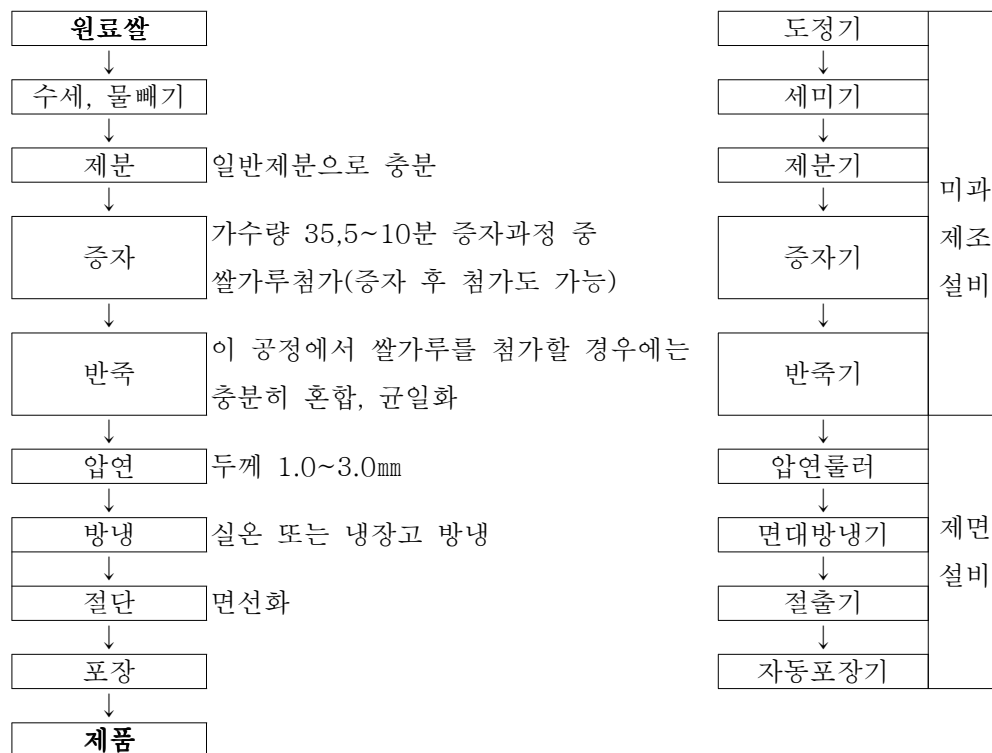 원료쌀
도정기
수세, 물빼기
세미기
제분
일반제분으로 충분
제분기
증자
가수량 35,5~10분 증자과정 중
쌀가루첨가(증자 후 첨가도 가능)
증자기
반죽
이 공정에서 쌀가루를 첨가할 경우에는
충분히 혼합, 균일화
반죽기
미과
제조
설비
압연
두께 1.0~3.0㎜
압연룰러
방냉
실온 또는 냉장고 방냉
면대방냉기
절단
면선화
절출기
포장
자동포장기
제면
설비
제품